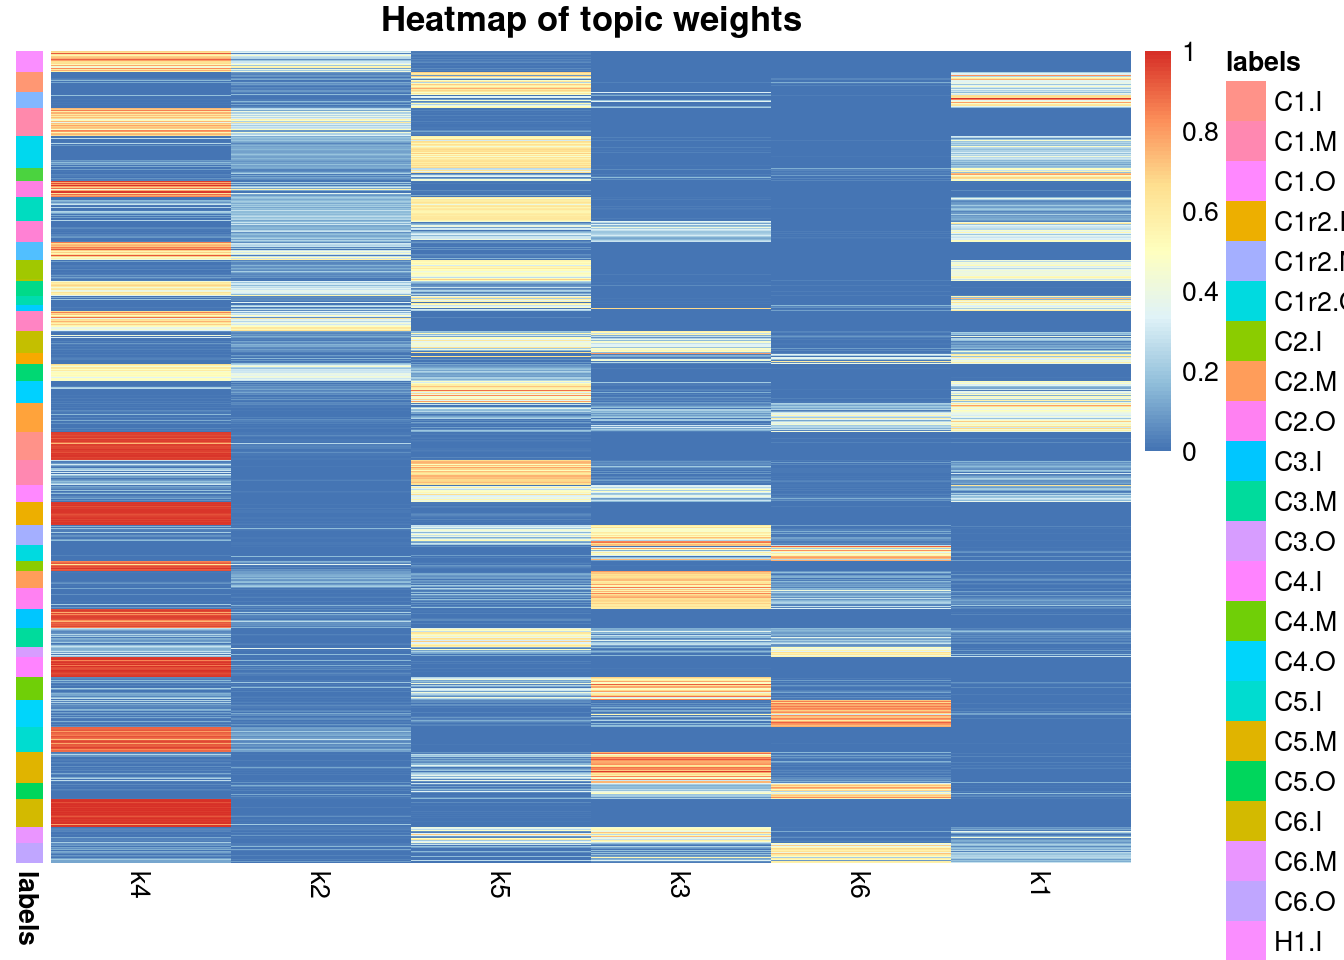 Heatmap of topic weights
1
0.8
0.6
0.4
0.2
0
labels
C1.I
C1.M
C1.O
C1r2.I
C1r2.
C1r2.
C2.I
C2.M
C2.O
C3.I
C3.M
C3.O
C4.I
C4.M
C4.O
C5.I
C5.M
C5.O
C6.I
C6.M
C6.O
H1.I
k4
k2
k5
k3
k6
k1
labels